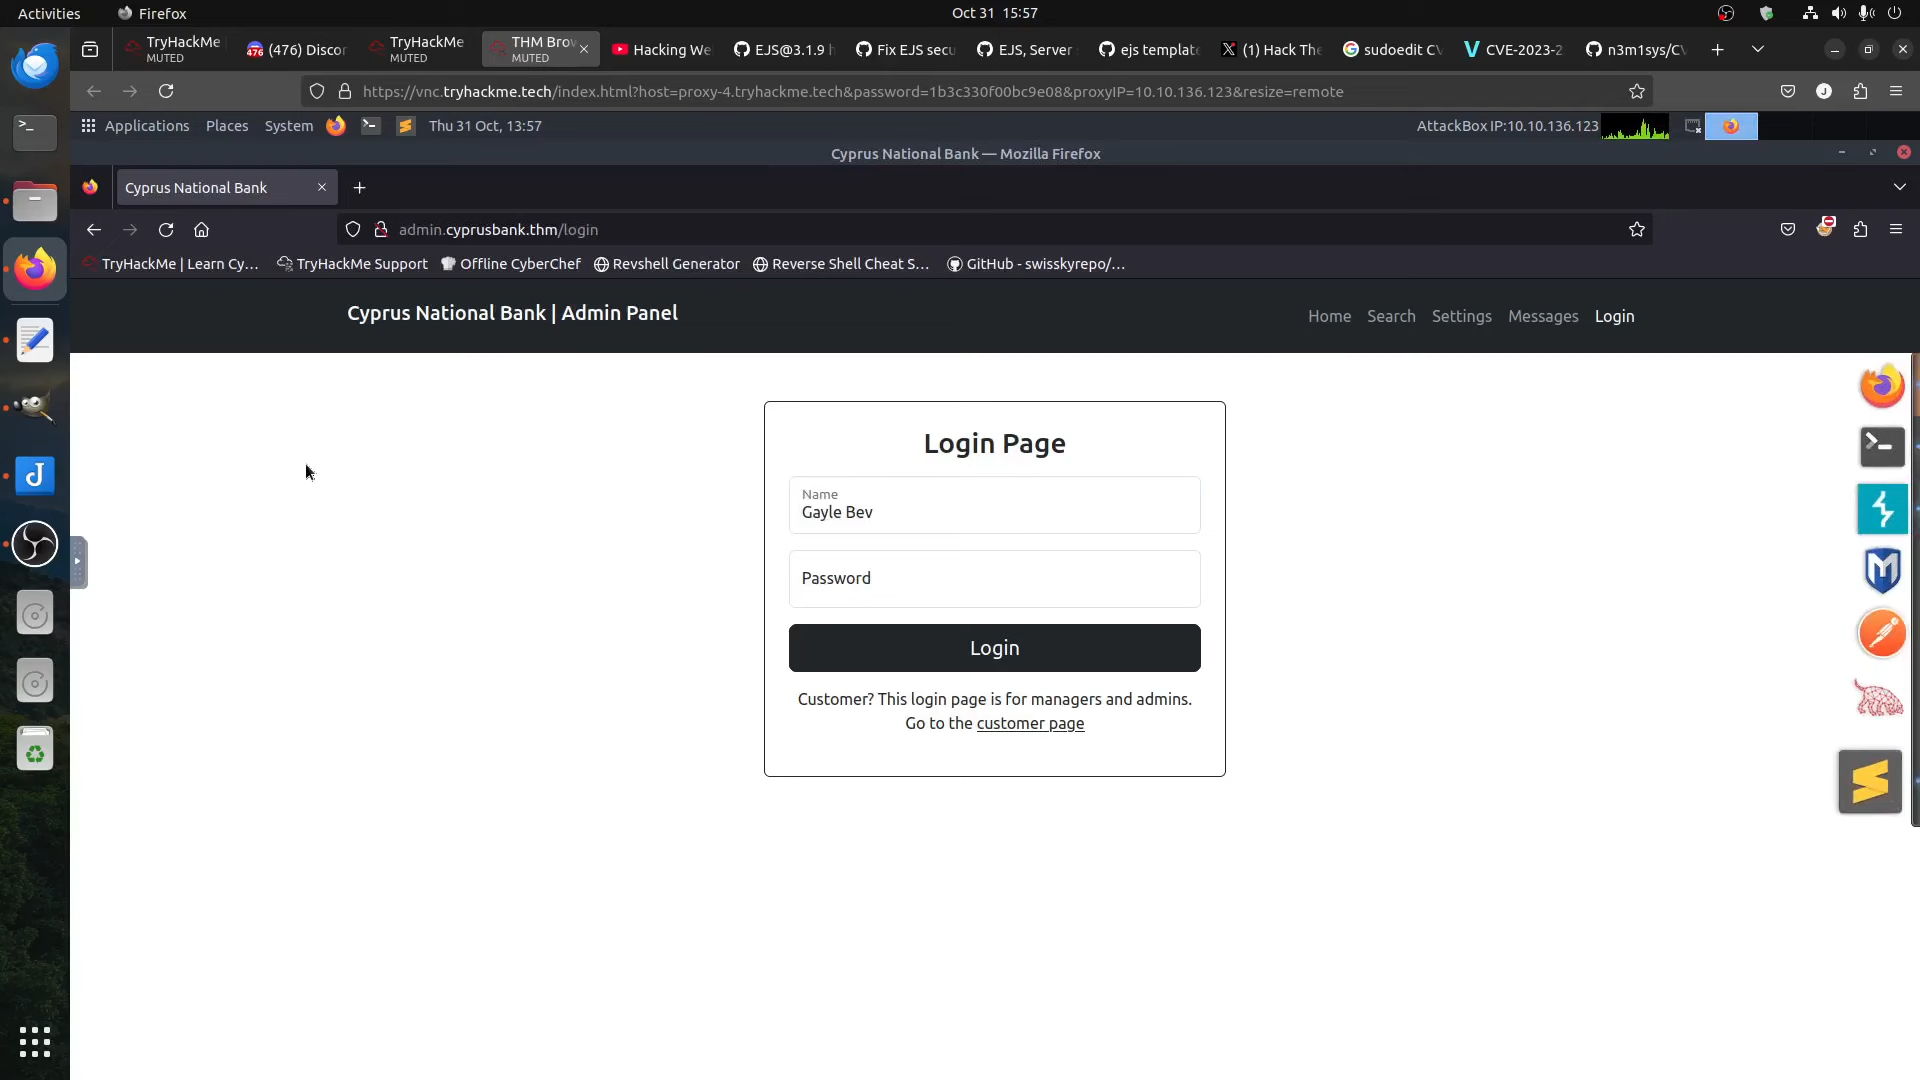 Activities
Firefox
Oct 31 15:57
TryHackMe
MUTED
(476) Discor
TryHackMe
MUTED
THM Brow
MUTED
Hacking We
EJS@3.1.9 h
Fix EJS secu
EJS, Server
ejs template
(1) Hack The
sudoedit CV
CVE-2023-2
n3m1sys/CV
https://vnc.tryhackme.tech/index.html?host=proxy-4.tryhackme.tech&password=1b3c330f00bc9e08&proxyIP=10.10.136.123&resize=remote
Applications Places System
Thu 31 Oct, 13:57
AttackBox IP:10.10.136.123
Cyprus National Bank — Mozilla Firefox
Cyprus National Bank
admin.cyprusbank.thm/login
TryHackMe | Learn Cy…
TryHackMe Support
Offline CyberChef
Revshell Generator
Reverse Shell Cheat S…
GitHub - swisskyrepo/…
Cyprus National Bank | Admin Panel
Home Search Settings Messages Login
Login Page
Name
Gayle Bev
Password
Login
Customer? This login page is for managers and admins.
Go to the customer page